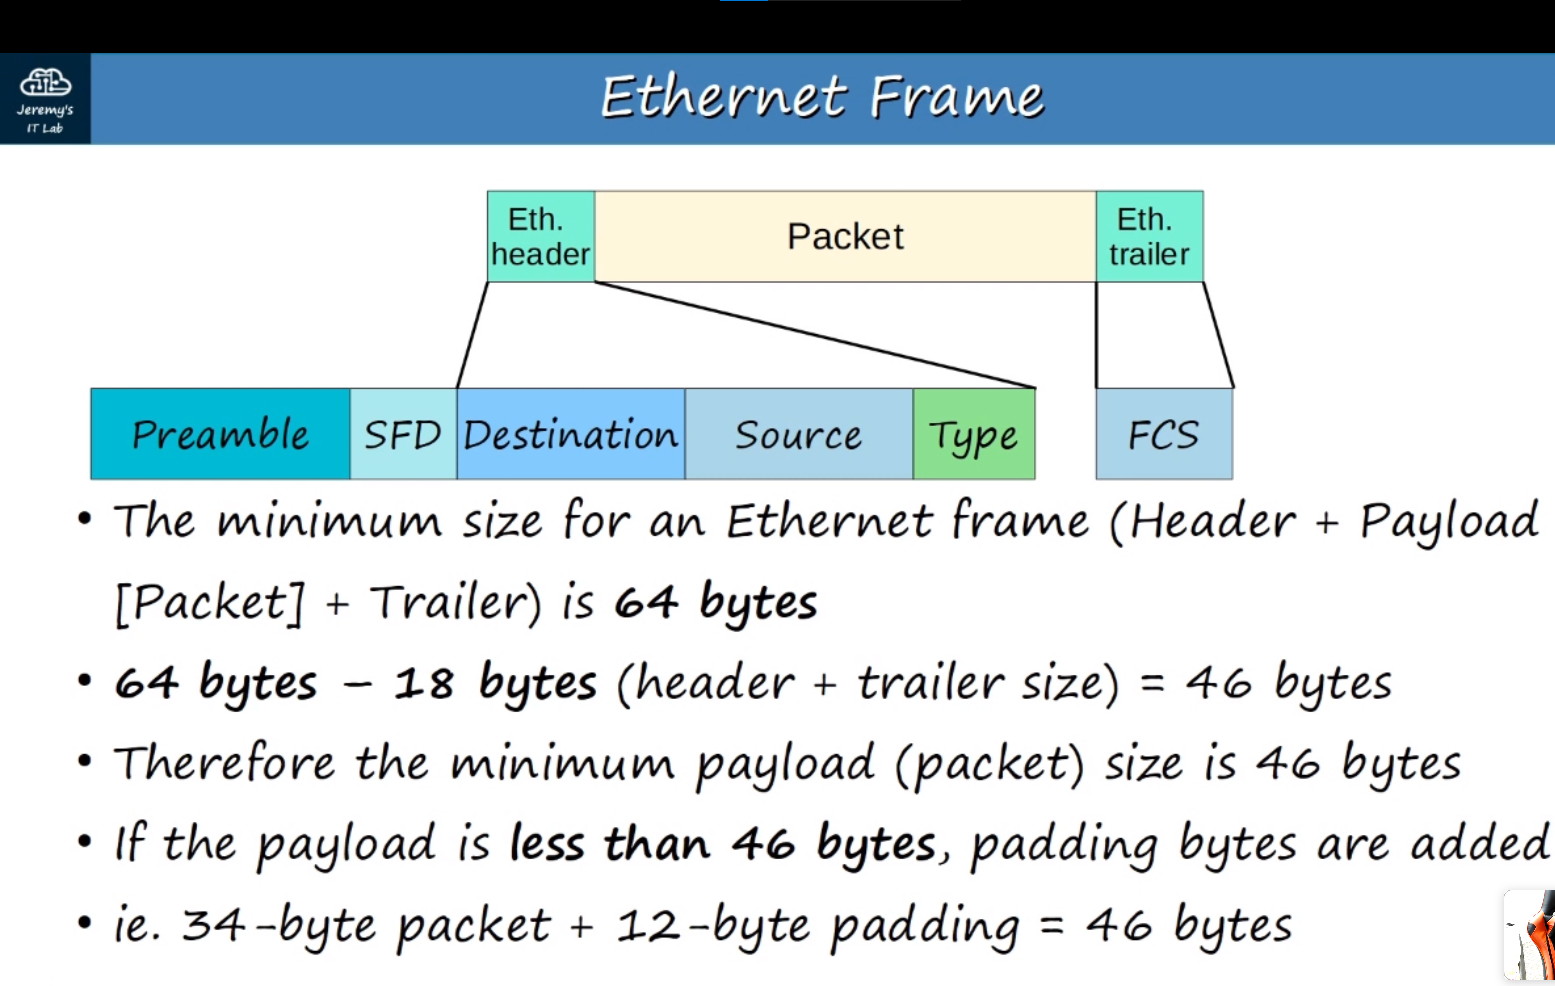 Jeremy's
IT Lab
Ethernet Frame
Eth.
header
Packet
Eth.
trailer
Preamble
SFD
Destination
Source
Type
FCS
• The minimum size for an Ethernet frame (Header + Payload
[Packet] + Trailer) is 64 bytes
• 64 bytes – 18 bytes (header + trailer size) = 46 bytes
• Therefore the minimum payload (packet) size is 46 bytes
• If the payload is less than 46 bytes, padding bytes are added
• ie. 34-byte packet + 12-byte padding = 46 bytes